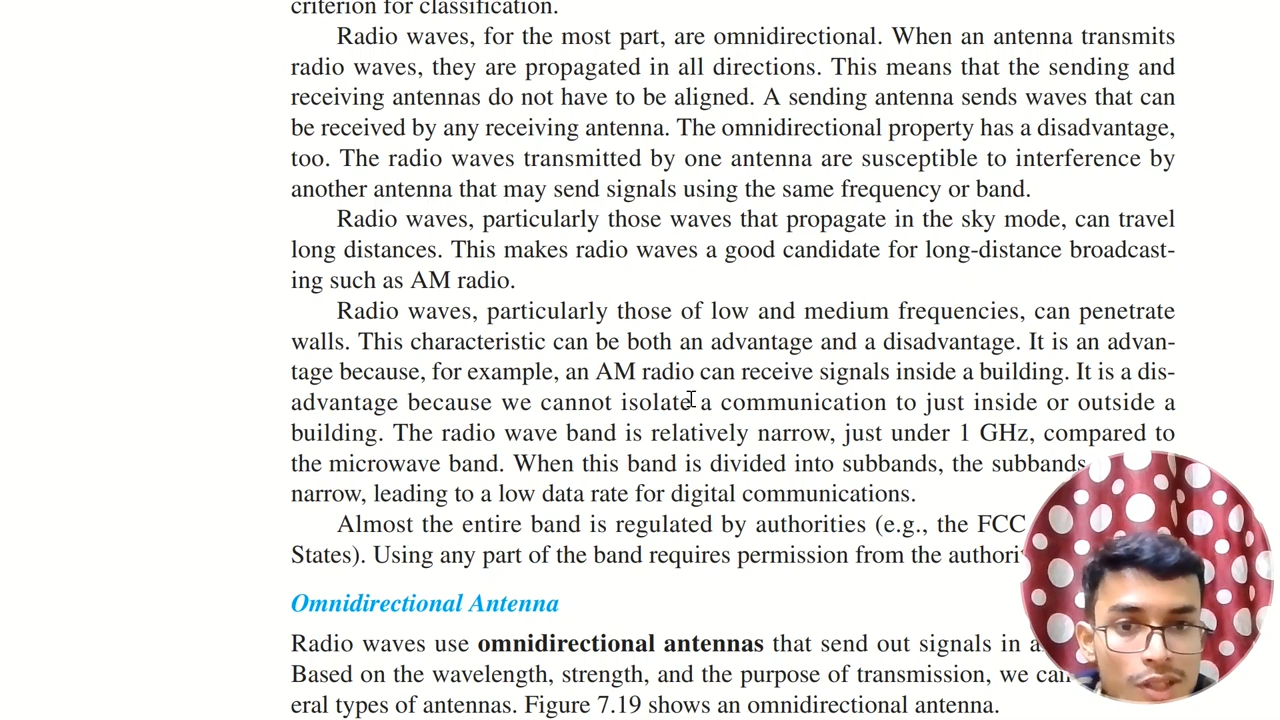 criterion for classification.
Radio waves, for the most part, are omnidirectional. When an antenna transmits
radio waves, they are propagated in all directions. This means that the sending and
receiving antennas do not have to be aligned. A sending antenna sends waves that can
be received by any receiving antenna. The omnidirectional property has a disadvantage,
too. The radio waves transmitted by one antenna are susceptible to interference by
another antenna that may send signals using the same frequency or band.
Radio waves, particularly those waves that propagate in the sky mode, can travel
long distances. This makes radio waves a good candidate for long-distance broadcast-
ing such as AM radio.
Radio waves, particularly those of low and medium frequencies, can penetrate
walls. This characteristic can be both an advantage and a disadvantage. It is an advan-
tage because, for example, an AM radio can receive signals inside a building. It is a dis-
advantage because we cannot isolate a communication to just inside or outside a
building. The radio wave band is relatively narrow, just under 1 GHz, compared to
the microwave band. When this band is divided into subbands, the subbands
narrow, leading to a low data rate for digital communications.
Almost the entire band is regulated by authorities (e.g., the FCC
States). Using any part of the band requires permission from the
Omnidirectional Antenna
Radio waves use omnidirectional antennas that send out signals in
Based on the wavelength, strength, and the purpose of transmission, we can
eral types of antennas. Figure 7.19 shows an omnidirectional antenna.